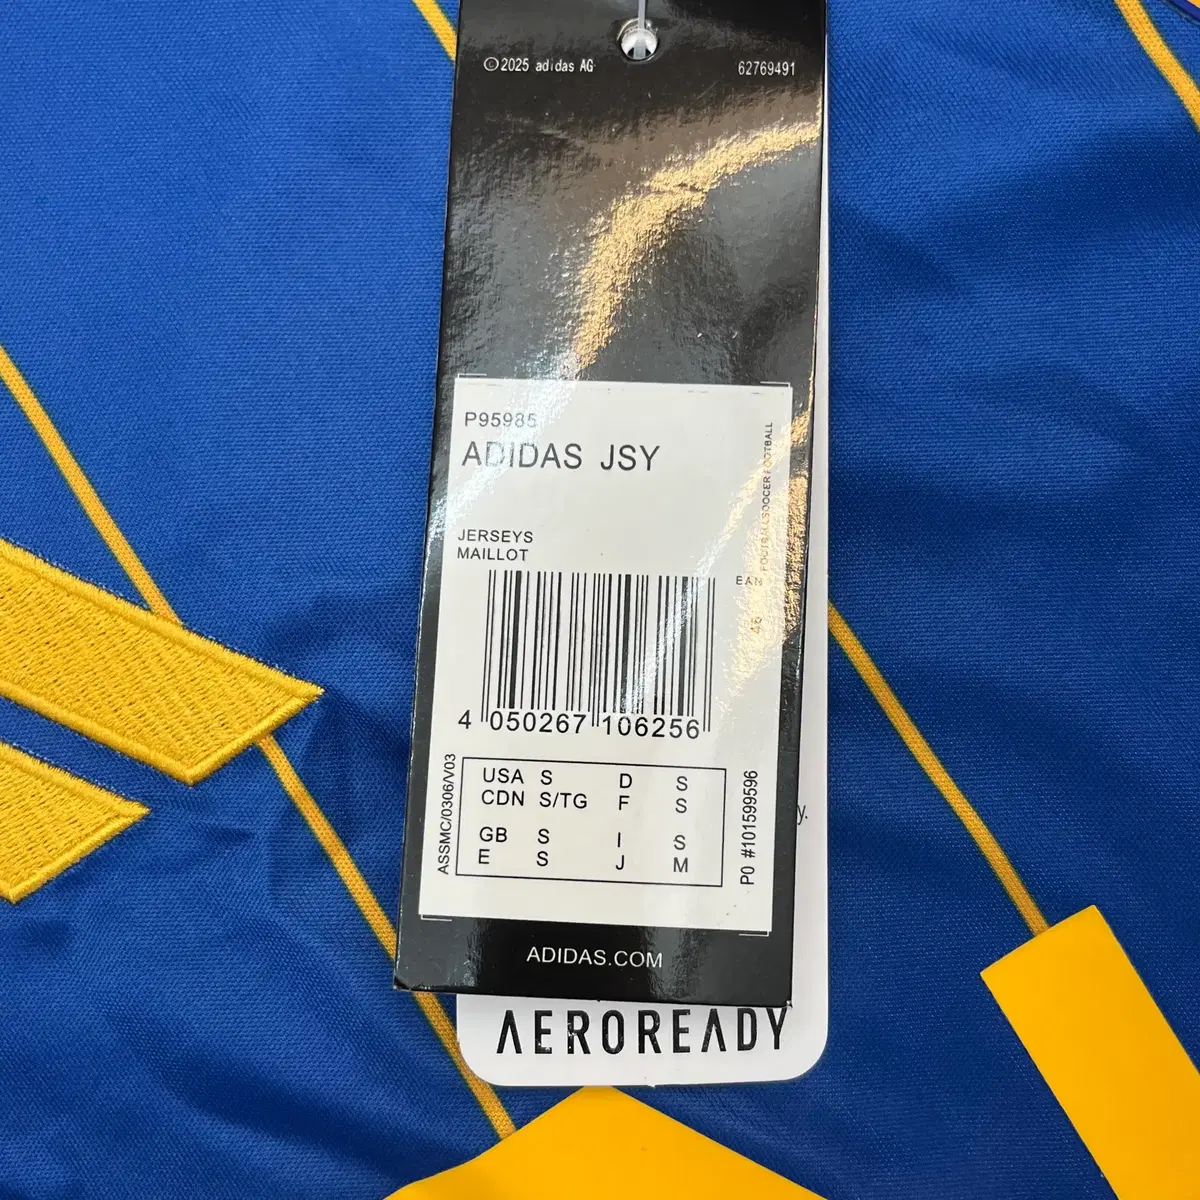 ©2025 adidas AG
62769491
P95985
ADIDAS JSY
FOOTBALL/SOCCER FOOTBALL
JERSEYS
MAILLOT
EAN
46
4 050267 106256
ASSMC/0306/V03
USA S D S
CDN S/TG F S
GB S I S
E S J M
PO #101599596
y.
ADIDAS.COM
AEROREADY